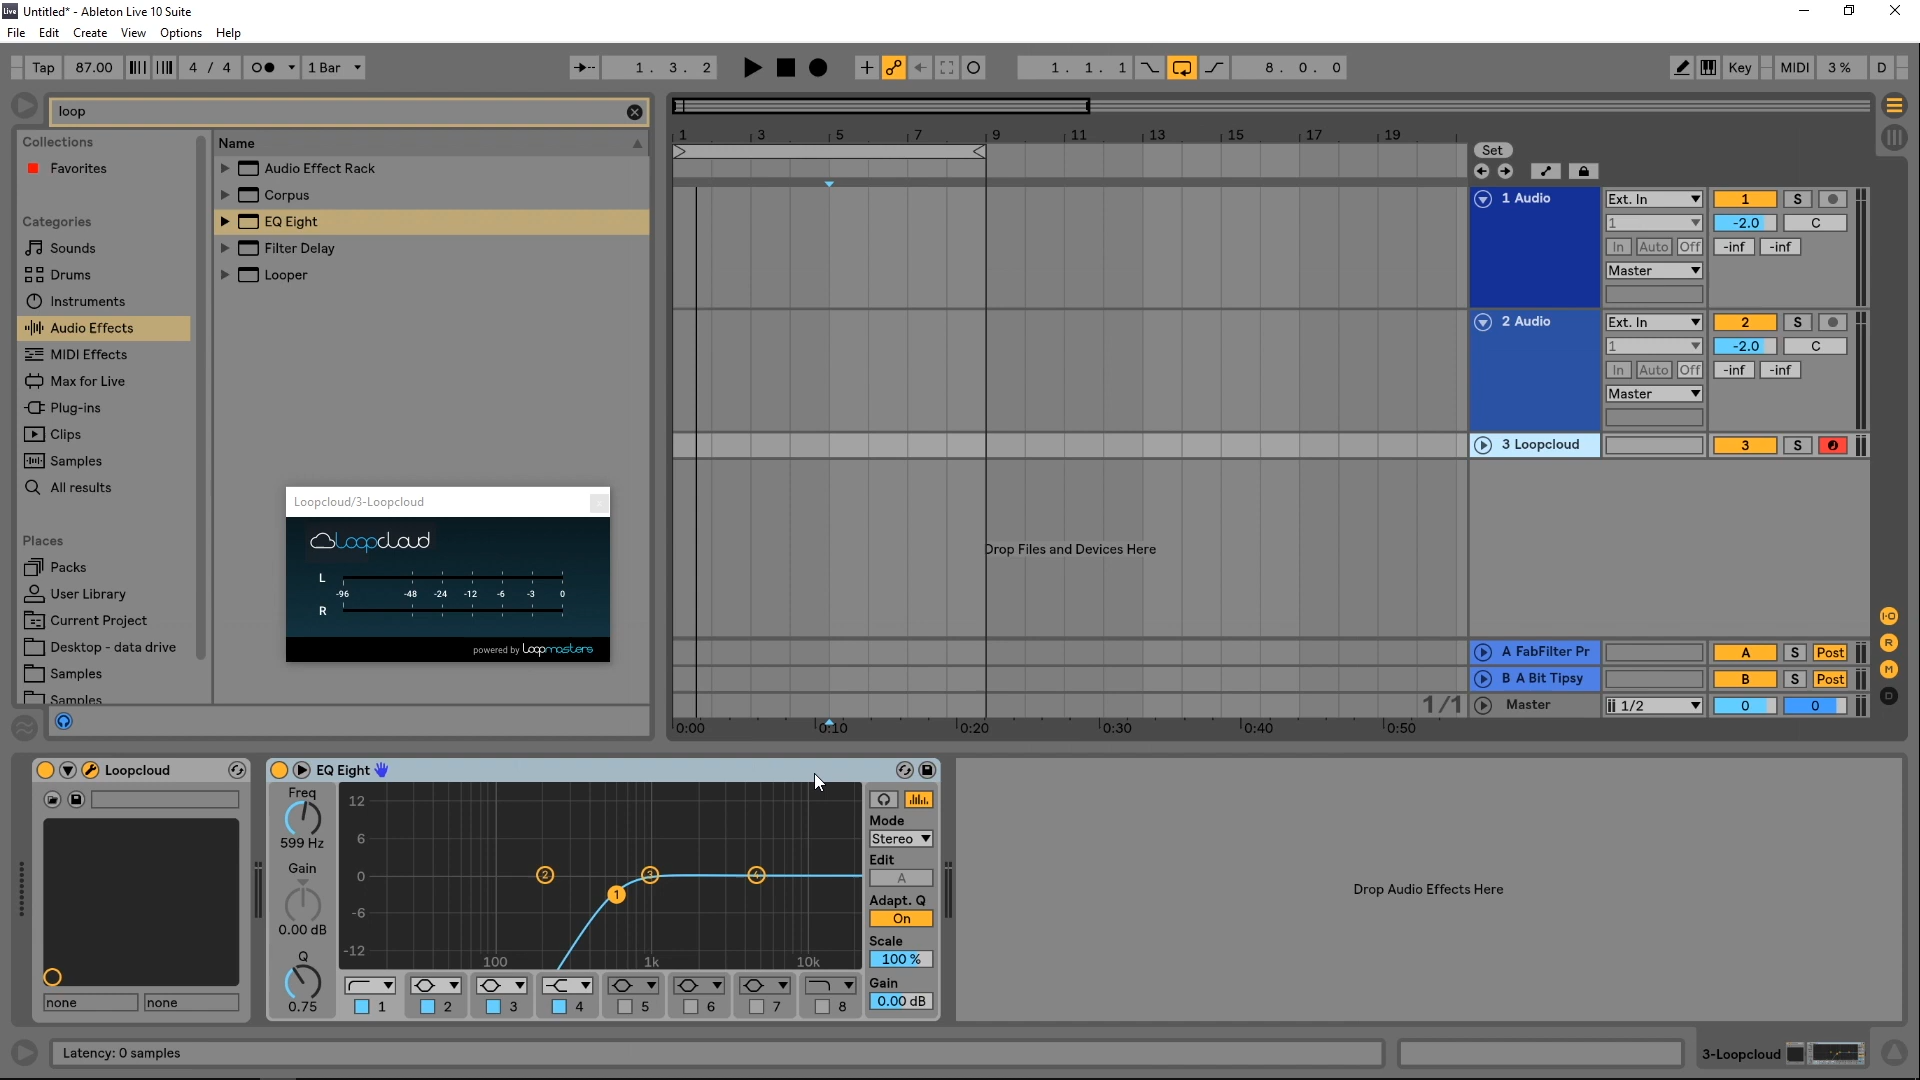 Live Untitled* - Ableton Live 10 Suite
File Edit Create View Options Help
Tap 87.00 4 / 4 1 Bar 1. 3. 2 1. 1. 1 8. 0. 0 Key MIDI 3 % D
loop
Collections
Favorites
Categories
Sounds
Drums
Instruments
Audio Effects
MIDI Effects
Max for Live
Plug-ins
Clips
Samples
All results
Places
Packs
User Library
Current Project
Desktop - data drive
Samples
Samples
Name
Audio Effect Rack
Corpus
EQ Eight
Filter Delay
Looper
Loopcloud/3-Loopcloud
Loopcloud
L
-96 -48 -24 -12 -6 -3 0
R
powered by Loopmasters
1 3 5 7 9 11 13 15 17 19
Set
Drop Files and Devices Here
1 Audio Ext. In 1 S
1 -2.0 C
In Auto Off -inf -inf
Master
2 Audio Ext. In 2 S
1 -2.0 C
In Auto Off -inf -inf
Master
3 Loopcloud 3 S
A FabFilter Pr A S Post
B A Bit Tipsy B S Post
1/1 Master 1/2 0 0
0:00 0:10 0:20 0:30 0:40 0:50
I-O
R
M
D
Loopcloud
none none
EQ Eight
Freq
599 Hz
Gain
0.00 dB
Q
0.75
12
6
0
-6
-12
100 1k 10k
1 2 3 4
1 2 3 4 5 6 7 8
Mode
Stereo
Edit
A
Adapt. Q
On
Scale
100 %
Gain
0.00 dB
Drop Audio Effects Here
Latency: 0 samples
3-Loopcloud